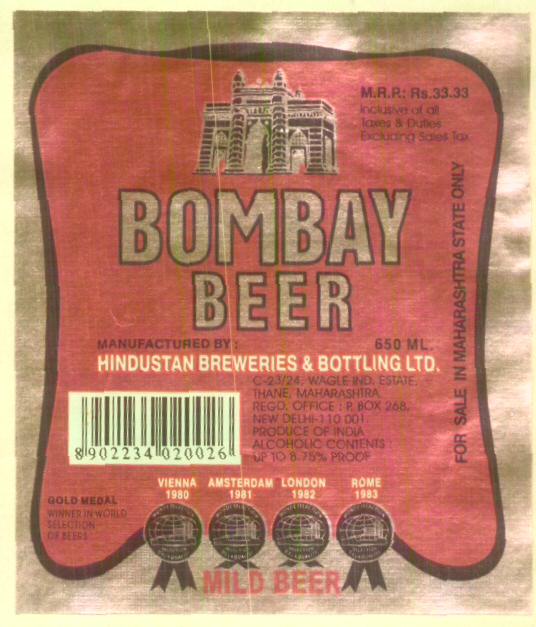 M.R.P.: Rs.33.33
Inclusive of all
Taxes & Duties
Excluding Sales Tax
BOMBAY
BEER
FOR SALE IN MAHARASHTRA STATE ONLY
MANUFACTURED BY : 650 ML.
HINDUSTAN BREWERIES & BOTTLING LTD.
C-23/24, WAGLE IND. ESTATE,
THANE, MAHARASHTRA.
REGD. OFFICE : P. BOX 268,
NEW DELHI-110 001.
PRODUCE OF INDIA
ALCOHOLIC CONTENTS :
UP TO 8.75% PROOF
8 902234 020026
GOLD MEDAL
WINNER IN WORLD
SELECTION
OF BEERS
VIENNA AMSTERDAM LONDON ROME
1980 1981 1982 1983
MILD BEER